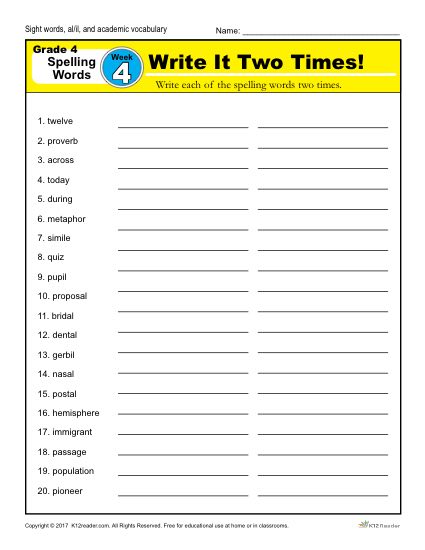 Sight words, al/il, and academic vocabulary
Name:
Grade 4
Spelling
Words
Week
4
Write It Two Times!
Write each of the spelling words two times.
1. twelve
2. proverb
3. across
4. today
5. during
6. metaphor
7. simile
8. quiz
9. pupil
10. proposal
11. bridal
12. dental
13. gerbil
14. nasal
15. postal
16. hemisphere
17. immigrant
18. passage
19. population
20. pioneer
Copyright © 2017 K12reader.com. All Rights Reserved. Free for educational use at home or in classrooms.
K12Reader